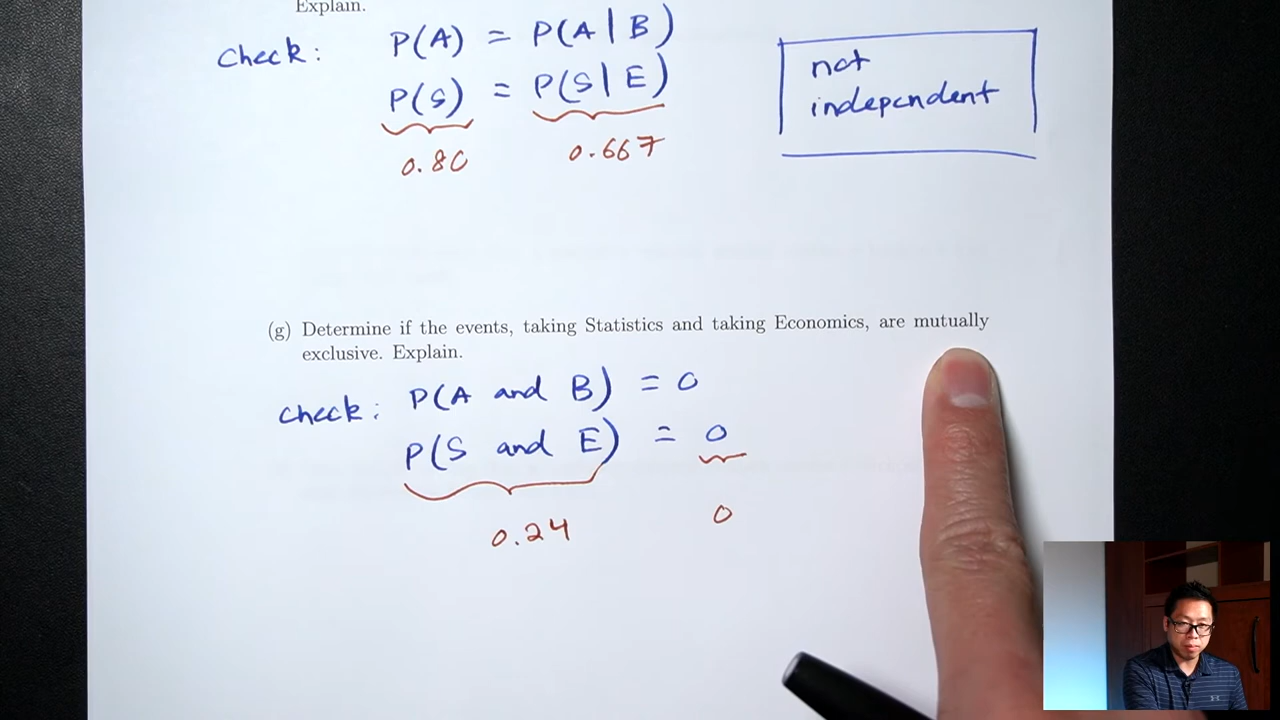 Explain.
check: P(A) = P(A | B)
P(S) = P(S | E)
0.80 0.667
not
independent
(g) Determine if the events, taking Statistics and taking Economics, are mutually
exclusive. Explain.
check: P(A and B) = 0
P(S and E) = 0
0.24 0